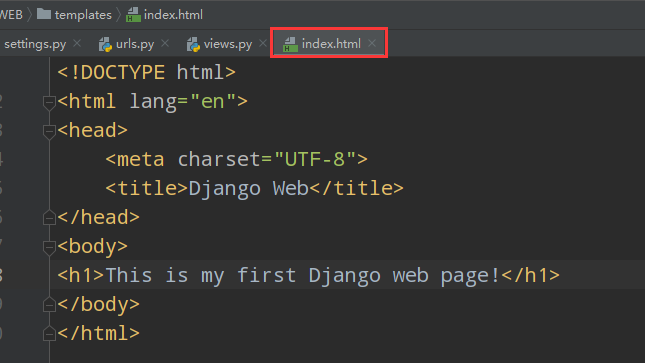 WEB templates index.html
settings.py urls.py views.py index.html
<!DOCTYPE html>
<html lang="en">
<head>
    <meta charset="UTF-8">
    <title>Django Web</title>
</head>
<body>
<h1>This is my first Django web page!</h1>
</body>
</html>